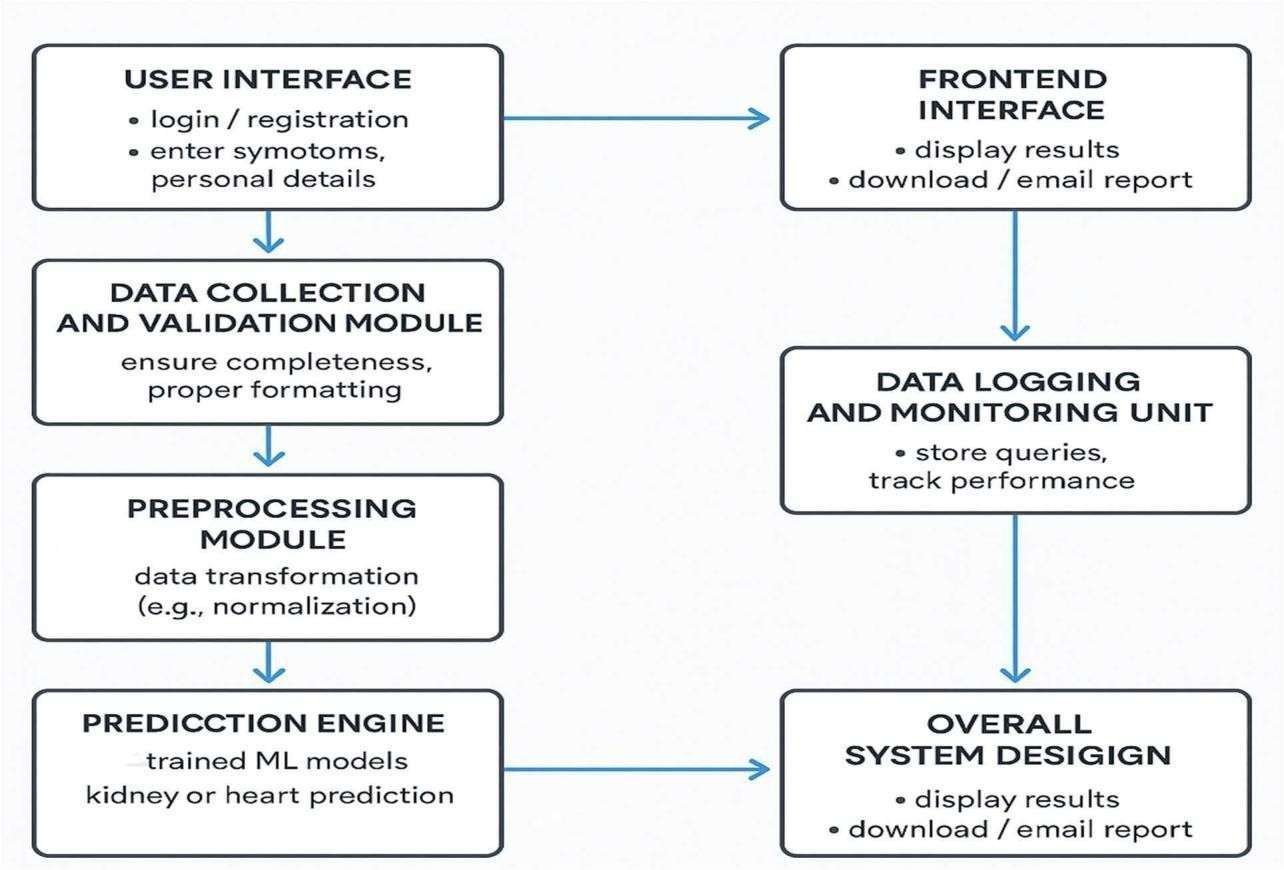 USER INTERFACE
• login / registration
• enter symotoms,
personal details
DATA COLLECTION
AND VALIDATION MODULE
ensure completeness,
proper formatting
PREPROCESSING
MODULE
data transformation
(e.g., normalization)
PREDICCTION ENGINE
trained ML models
kidney or heart prediction
FRONTEND
INTERFACE
• display results
• download / email report
DATA LOGGING
AND MONITORING UNIT
• store queries,
track performance
OVERALL
SYSTEM DESIGIGN
• display results
• download / email report